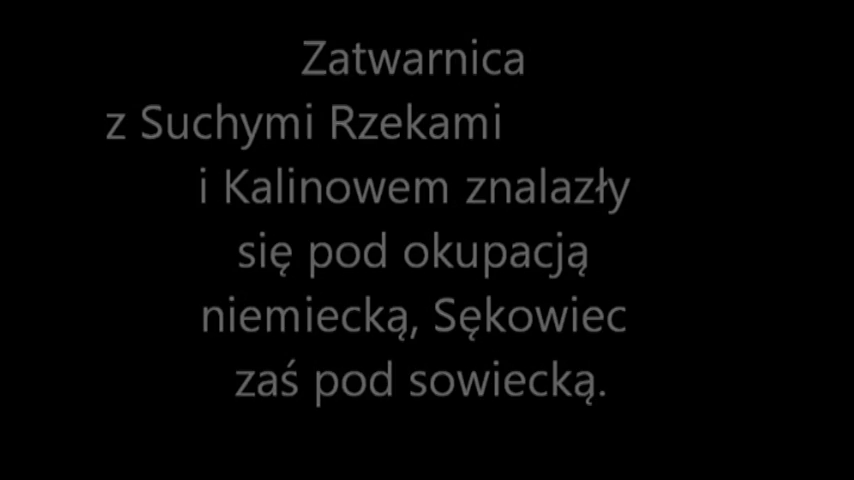 Zatwarnica
z Suchymi Rzekami
i Kalinowem znalazły
się pod okupacją
niemiecką, Sękowiec
zaś pod sowiecką.